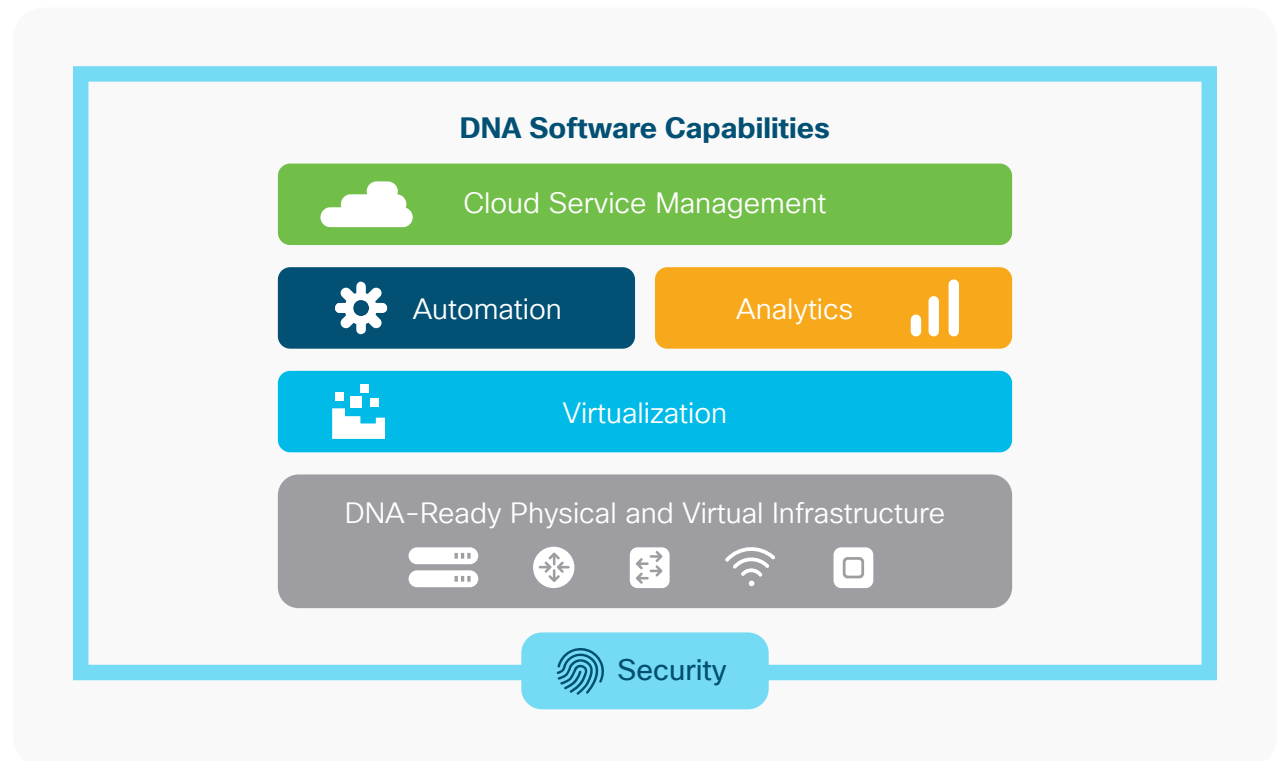 DNA Software Capabilities
Cloud Service Management
Automation
Analytics
Virtualization
DNA-Ready Physical and Virtual Infrastructure
Security